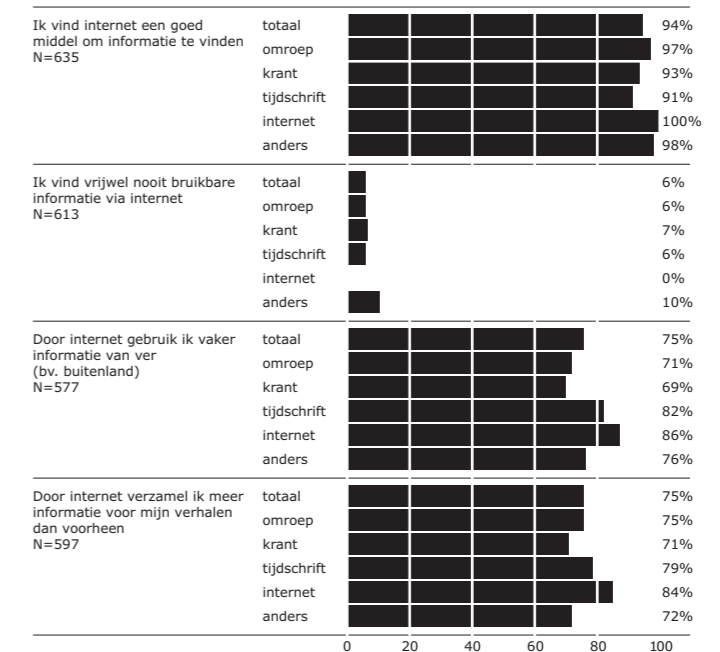 Ik vind internet een goed
middel om informatie te vinden
N=635
totaal 94%
omroep 97%
krant 93%
tijdschrift 91%
internet 100%
anders 98%
Ik vind vrijwel nooit bruikbare
informatie via internet
N=613
totaal 6%
omroep 6%
krant 7%
tijdschrift 6%
internet 0%
anders 10%
Door internet gebruik ik vaker
informatie van ver
(bv. buitenland)
N=577
totaal 75%
omroep 71%
krant 69%
tijdschrift 82%
internet 86%
anders 76%
Door internet verzamel ik meer
informatie voor mijn verhalen
dan voorheen
N=597
totaal 75%
omroep 75%
krant 71%
tijdschrift 79%
internet 84%
anders 72%
0 20 40 60 80 100